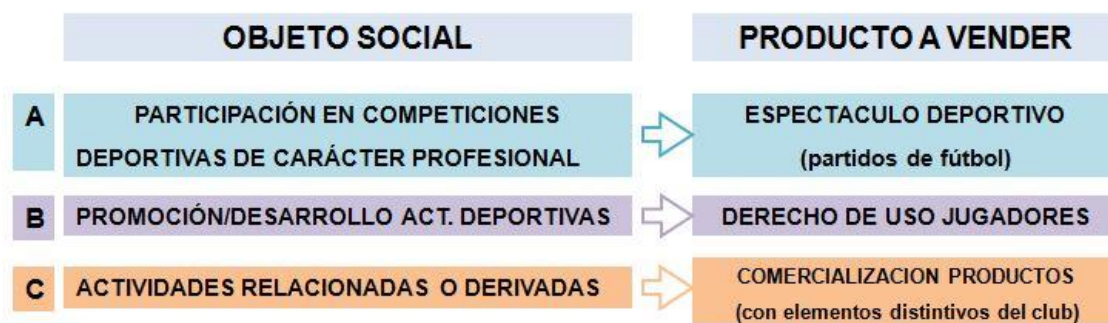 OBJETO SOCIAL
PRODUCTO A VENDER
A
PARTICIPACIÓN EN COMPETICIONES
DEPORTIVAS DE CARÁCTER PROFESIONAL
ESPECTACULO DEPORTIVO
(partidos de fútbol)
B
PROMOCIÓN/DESARROLLO ACT. DEPORTIVAS
DERECHO DE USO JUGADORES
C
ACTIVIDADES RELACIONADAS O DERIVADAS
COMERCIALIZACION PRODUCTOS
(con elementos distintivos del club)